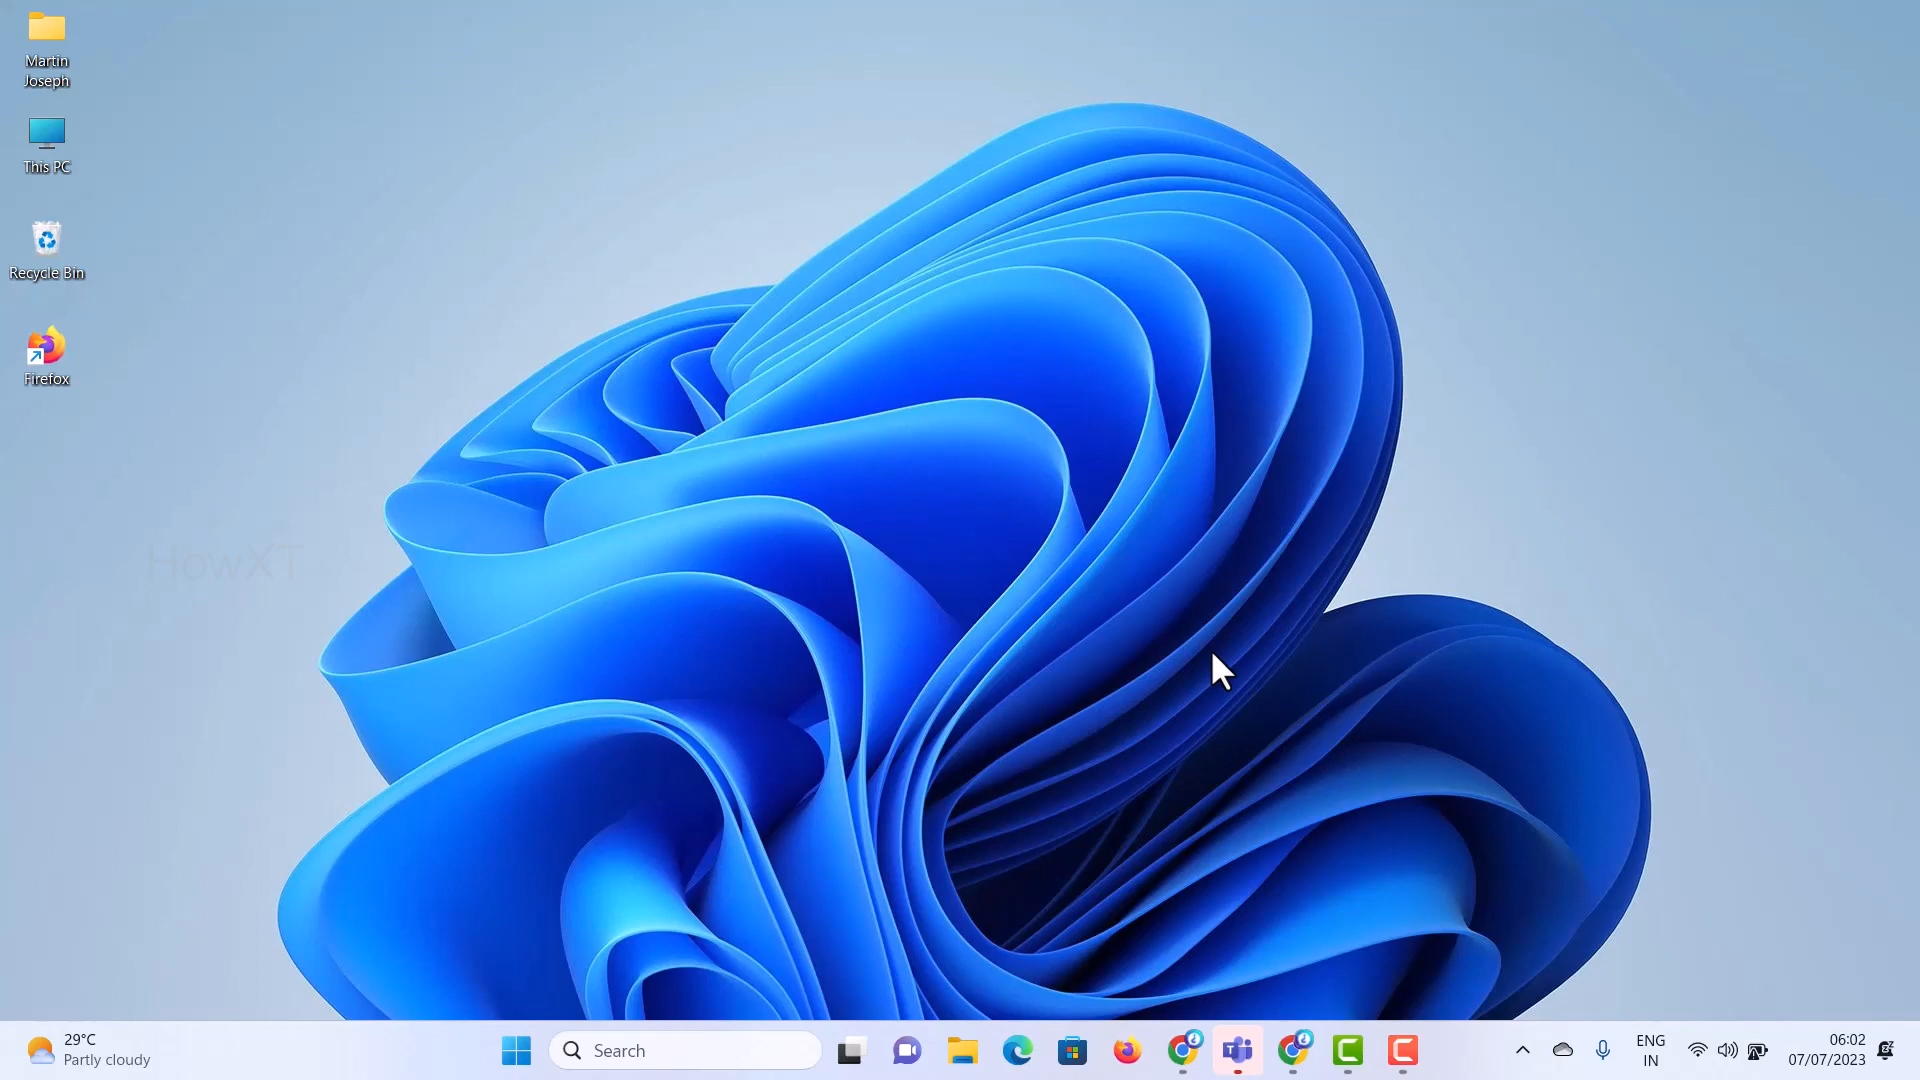 Martin
Joseph
This PC
Recycle Bin
Firefox
HowXT
29°C
Partly cloudy
Search
ENG
IN
06:02
07/07/2023